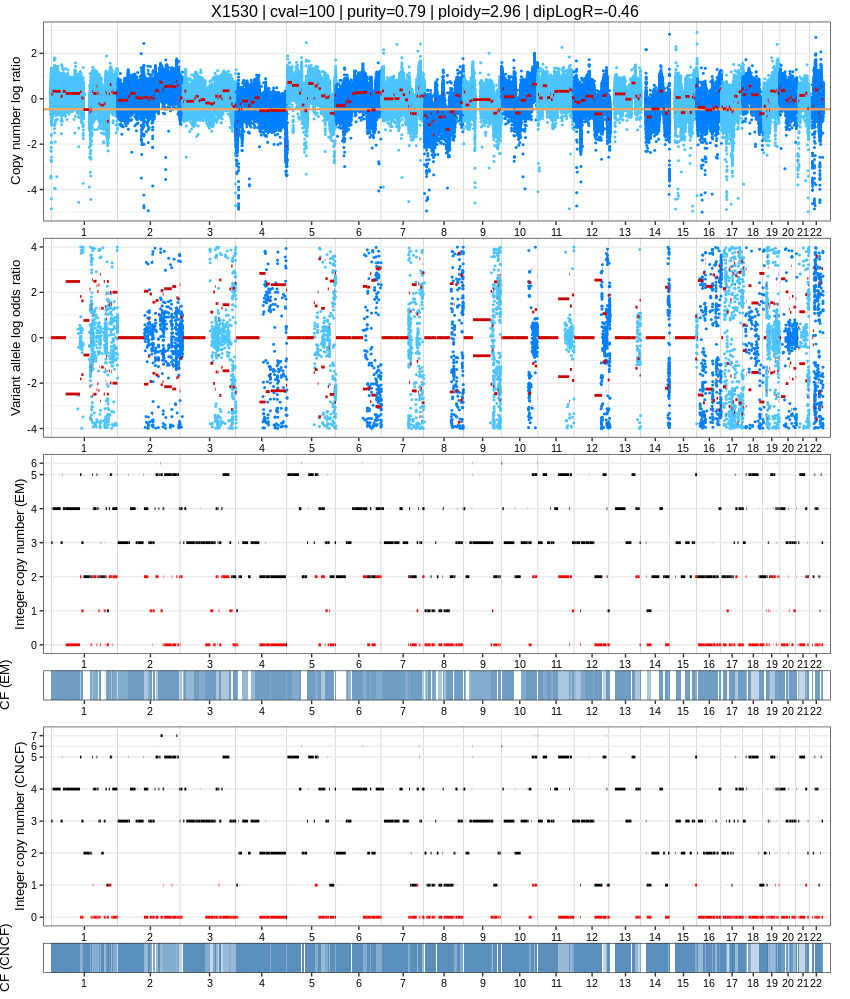 X1530 | cval=100 | purity=0.79 | ploidy=2.96 | dipLogR=-0.46
Copy number log ratio
2
0
-2
-4
1 2 3 4 5 6 7 8 9 10 11 12 13 14 15 16 17 18 19 20 21 22
Variant allele log odds ratio
4
2
0
-2
-4
1 2 3 4 5 6 7 8 9 10 11 12 13 14 15 16 17 18 19 20 21 22
Integer copy number (EM)
6
5
4
3
2
1
0
1 2 3 4 5 6 7 8 9 10 11 12 13 14 15 16 17 18 19 20 21 22
CF (EM)
1 2 3 4 5 6 7 8 9 10 11 12 13 14 15 16 17 18 19 20 21 22
Integer copy number (CNCF)
7
6
5
4
3
2
1
0
1 2 3 4 5 6 7 8 9 10 11 12 13 14 15 16 17 18 19 20 21 22
CF (CNCF)
1 2 3 4 5 6 7 8 9 10 11 12 13 14 15 16 17 18 19 20 21 22